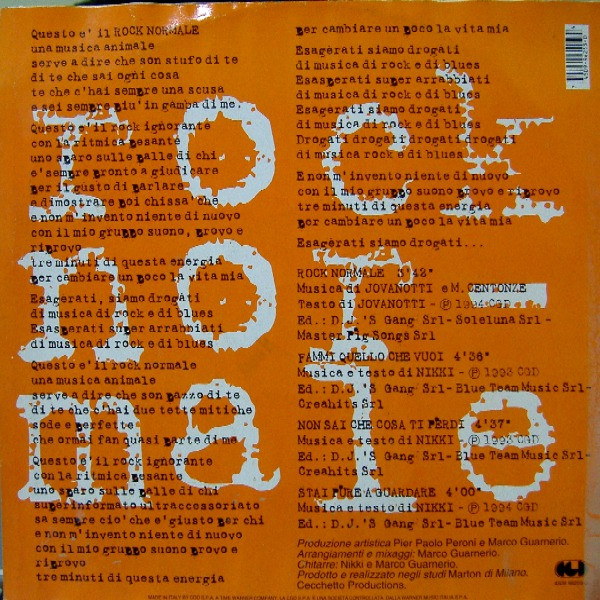 Questo e' il ROCK NORMALE
una musica animale
serve a dire che son stufo di te
di te che sai ogni cosa
te che c'hai sempre una scusa
e sei sempre piu' in gamba di me.
Questo e' il rock ignorante
con la ritmica pesante
uno sparo sulle palle di chi
e' sempre pronto a giudicare
per il gusto di parlare
e dimostrare poi chissa' che
e non m'invento niente di nuovo
con il mio gruppo suono, provo e
riprovo
tre minuti di questa energia
per cambiare un poco la vita mia
Esagerati, siamo drogati
di musica di rock e di blues
Esasperati super arrabbiati
di musica di rock e di blues
Questo e' il rock normale
una musica animale
serve a dire che son pazzo di te
di te che c'hai due tette mitiche
sode e perfette
che ormai fan quasi parte di me
Questo e' il rock ignorante
con la ritmica pesante
uno sparo sulle palle di chi
superinformato ultraccessoriato
sa sempre cio' che e' giusto per chi
e non m'invento niente di nuovo
con il mio gruppo suono provo e
riprovo
tre minuti di questa energia
per cambiare un poco la vita mia
Esagerati siamo drogati
di musica di rock e di blues
Esasperati super arrabbiati
di musica di rock e di blues
Esagerati siamo drogati
di musica di rock e di blues
Drogati drogati drogati drogati
di musica rock e di blues
E non m'invento niente di nuovo
con il mio gruppo suono provo e riprovo
tre minuti di questa energia
per cambiare un poco la vita mia
Esagerati siamo drogati...
ROCK NORMALE 3'42"
Musica di JOVANOTTI e M. CENTONZE
Testo di JOVANOTTI - ℗ 1994 CGD
Ed.: D.J.'S Gang Srl - Soleluna Srl -
Master Pig Songs Srl
FAMMI QUELLO CHE VUOI 4'36"
Musica e testo di NIKKI - ℗ 1993 CGD
Ed.: D.J.'S Gang Srl - Blue Team Music Srl -
Creahits Srl
NON SAI CHE COSA TI PERDI 4'37"
Musica e testo di NIKKI - ℗ 1993 CGD
Ed.: D.J.'S Gang Srl - Blue Team Music Srl -
Creahits Srl
STAI PURE A GUARDARE 4'00"
Musica e testo di NIKKI - ℗ 1994 CGD
Ed.: D.J.'S Gang Srl - Blue Team Music Srl
Produzione artistica Pier Paolo Peroni e Marco Guarnerio.
Arrangiamenti e mixaggi: Marco Guarnerio.
Chitarre: Nikki e Marco Guarnerio.
Prodotto e realizzato negli studi Marton di Milano.
Cecchetto Productiona.
rock
normale